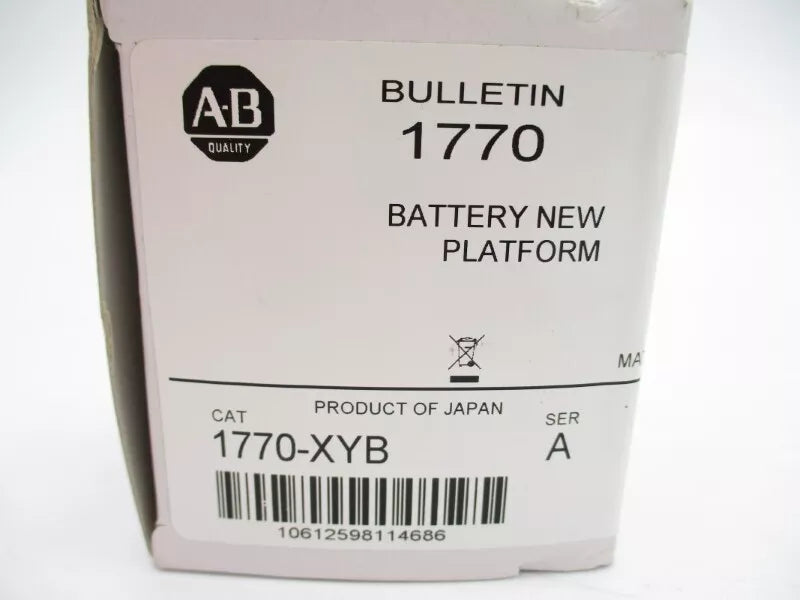 A-B
QUALITY
BULLETIN
1770
BATTERY NEW
PLATFORM
PRODUCT OF JAPAN
CAT
SER
1770-XYB
A
10612598114686